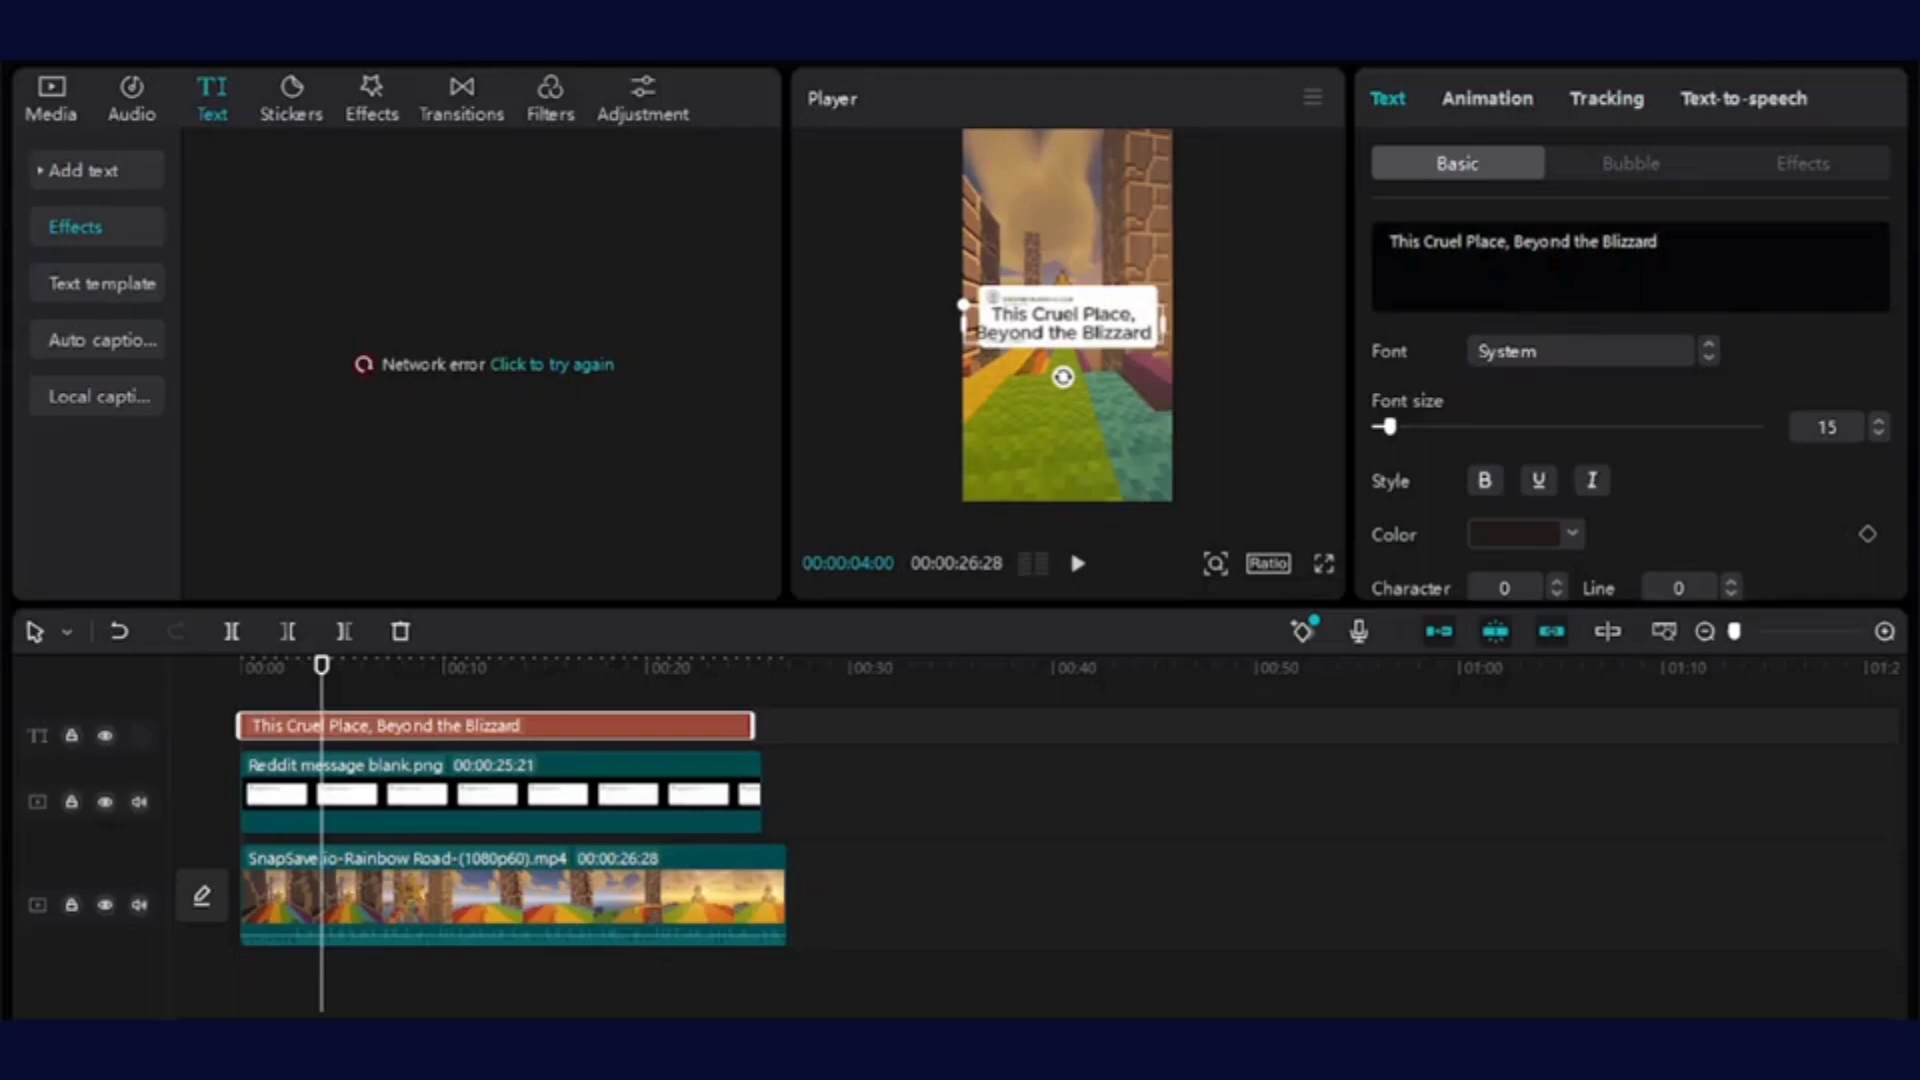 Media
Audio
TI
Text
Stickers
Effects
Transitions
Filters
Adjustment
Add text
Effects
Text template
Auto captio...
Local capti...
Network error Click to try again
Player
This Cruel Place,
Beyond the Blizzard
00:00:04:00 00:00:26:28
Ratio
Text
Animation
Tracking
Text-to-speech
Basic
Bubble
Effects
This Cruel Place, Beyond the Blizzard
Font
System
Font size
15
Style
B
U
I
Color
Character
0
Line
0
00:00
00:10
00:20
00:30
00:40
00:50
01:00
01:10
01:2
TI
This Cruel Place, Beyond the Blizzard
Reddit message blank.png 00:00:25:21
SnapSave.io-Rainbow Road-(1080p60).mp4 00:00:26:28